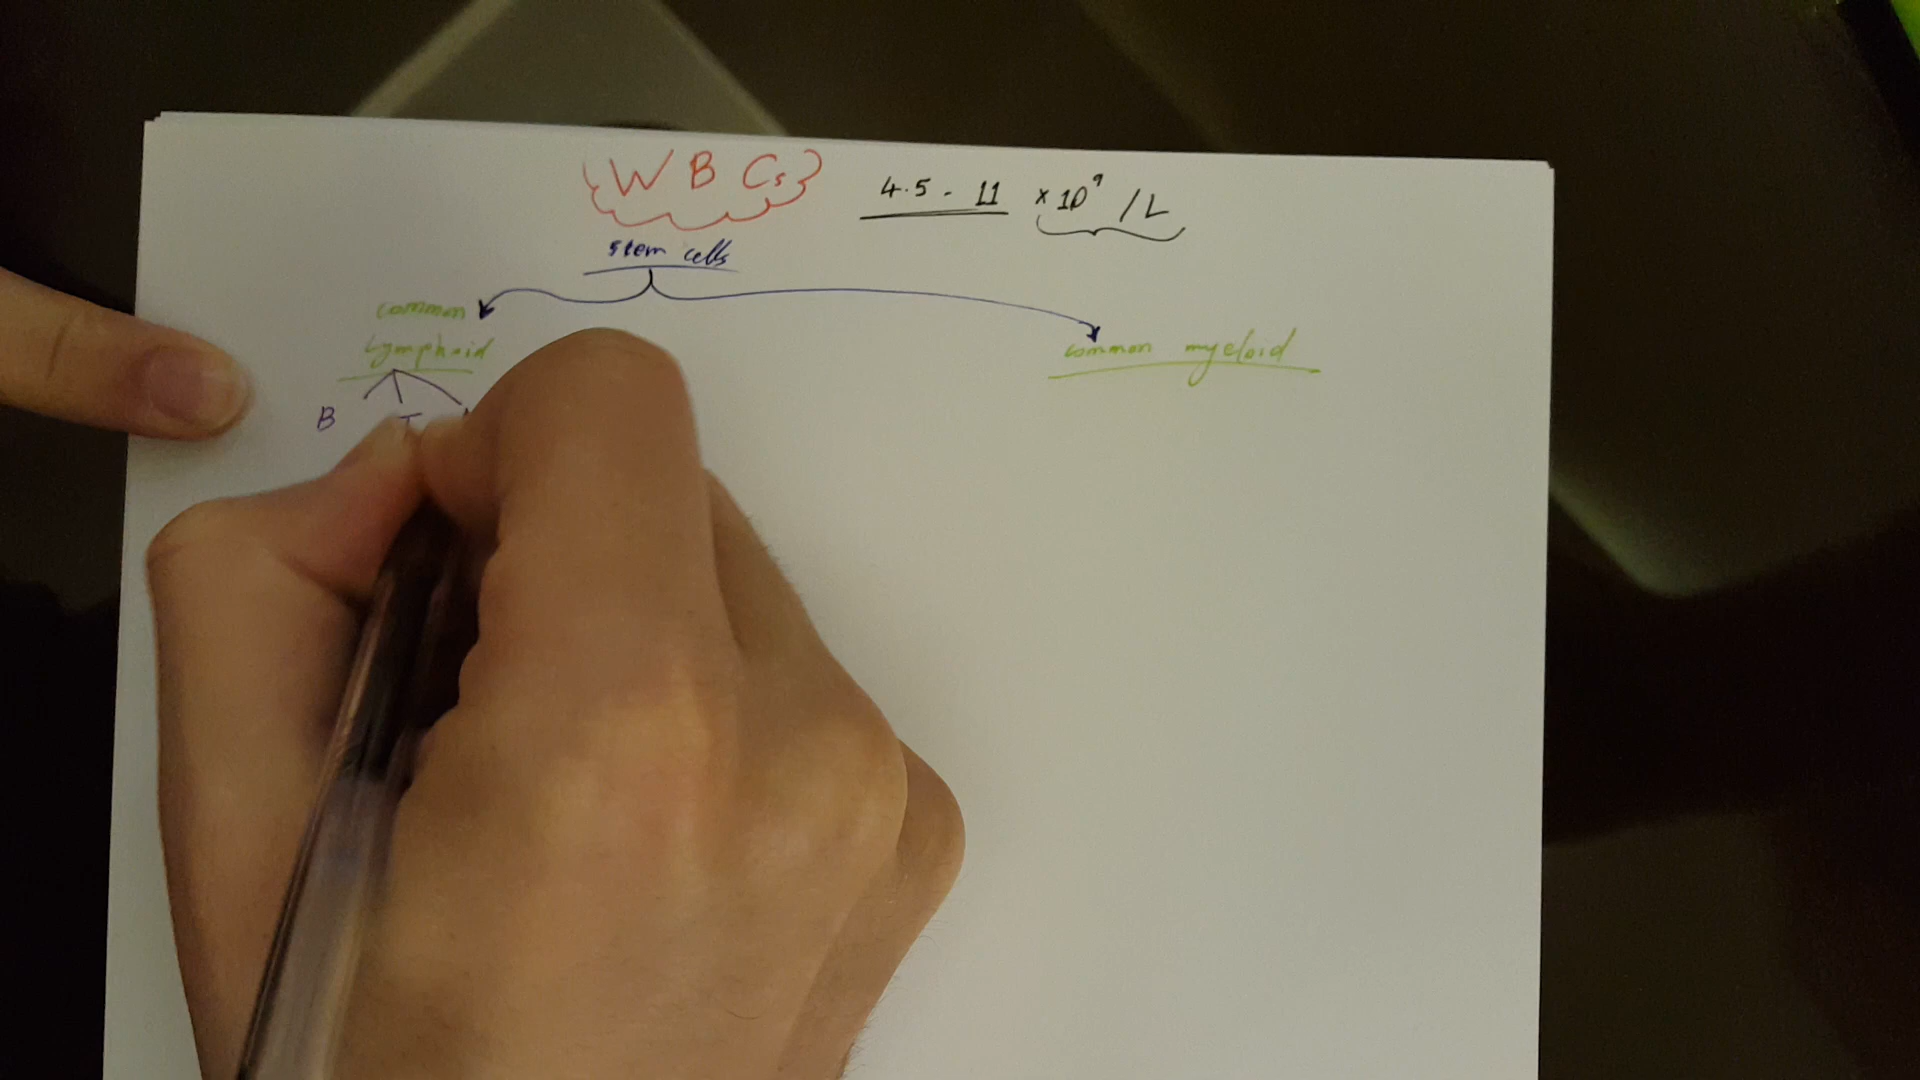 WBCs 4.5 - 11 x 10⁹ /L
stem cells
common
lymphoid
common myeloid
B T